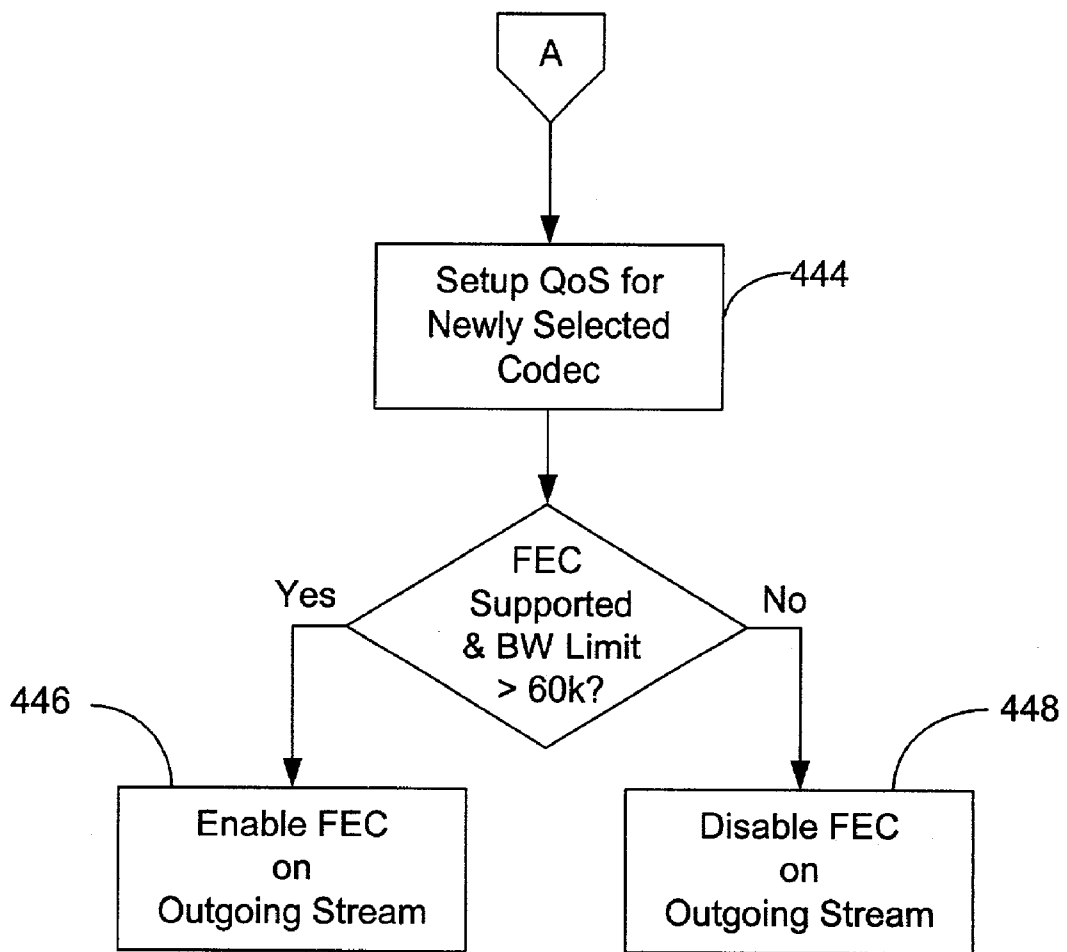 A
Setup QoS for
Newly Selected
Codec
444
FEC
Supported
& BW Limit
> 60k?
Yes
No
446
448
Enable FEC
on
Outgoing Stream
Disable FEC
on
Outgoing Stream